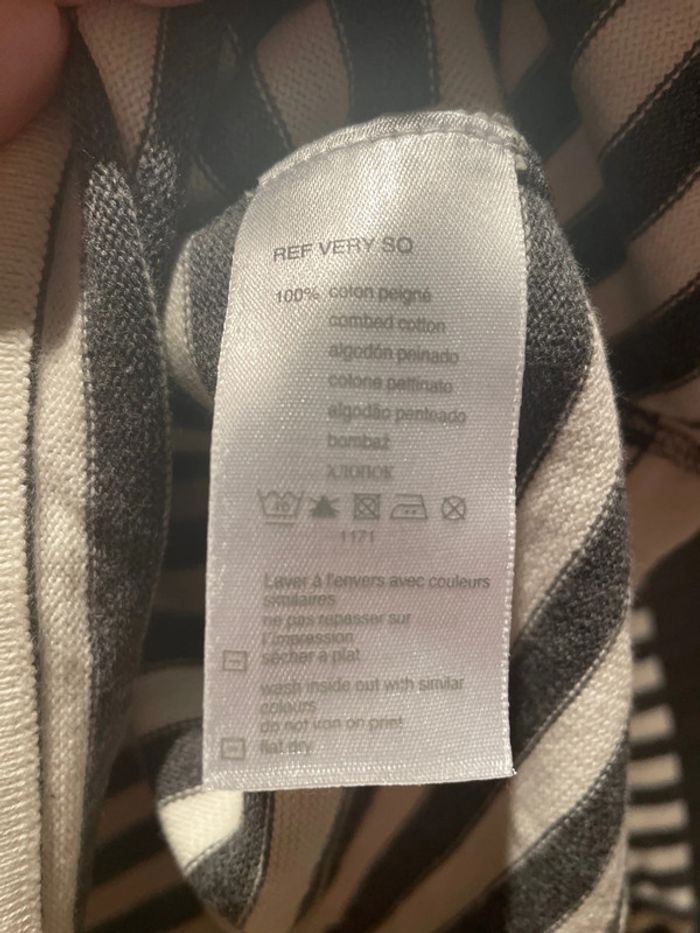 REF VERY SQ
100% coton peigné
combed cotton
algodón peinado
cotone pettinato
algodão penteado
bombaž
хлопок
1171
Laver à l'envers avec couleurs
similaires
ne pas repasser sur
l'impression
sécher à plat
wash inside out with similar
colours
do not iron on print
flat dry